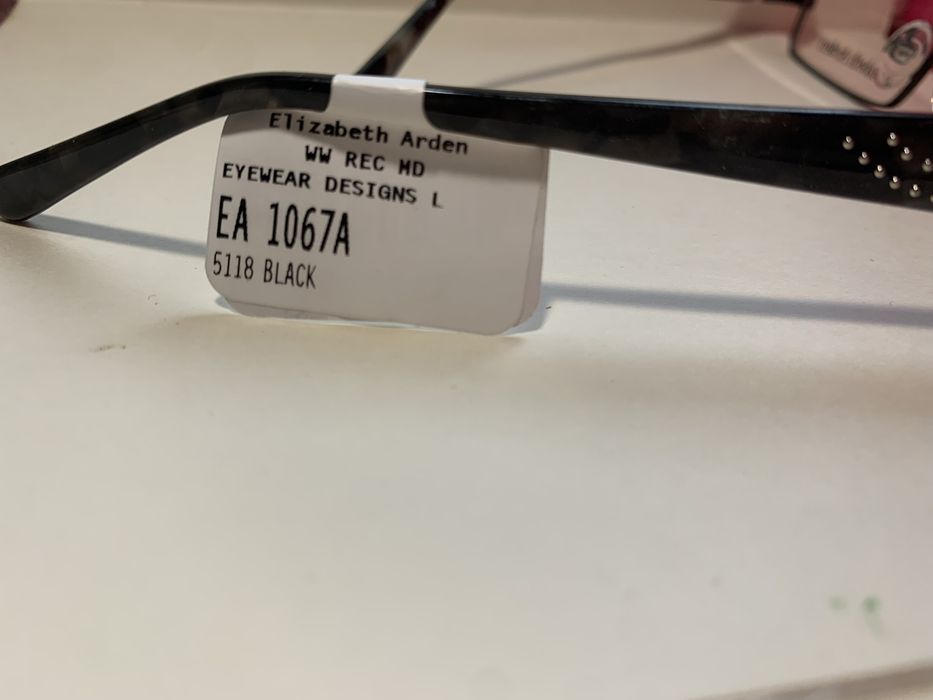 Elizabeth Arden
WW REC MD
EYEWEAR DESIGNS L
EA 1067A
5118 BLACK